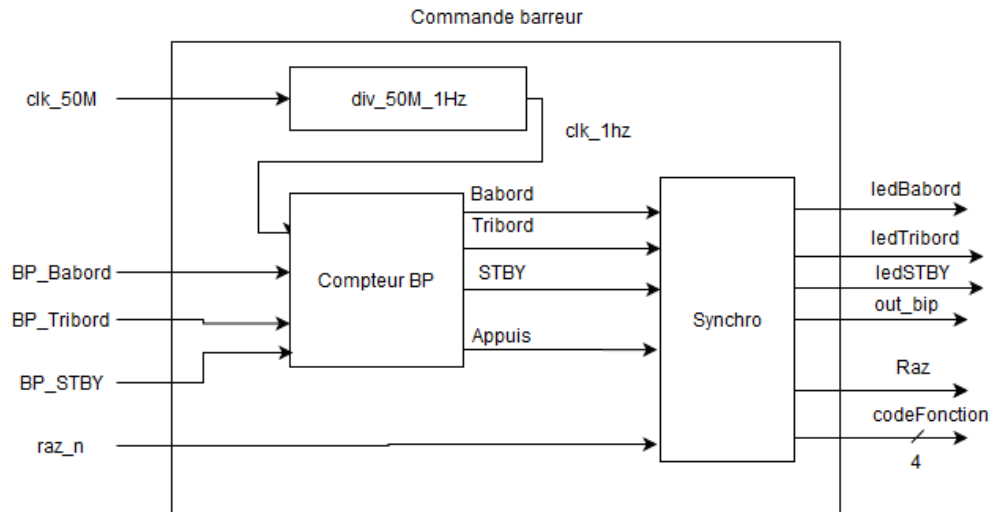 Commande barreur
clk_50M
div_50M_1Hz
clk_1hz
Babord
Tribord
STBY
Appuis
BP_Babord
BP_Tribord
BP_STBY
raz_n
Compteur BP
Synchro
ledBabord
ledTribord
ledSTBY
out_bip
Raz
codeFonction
4